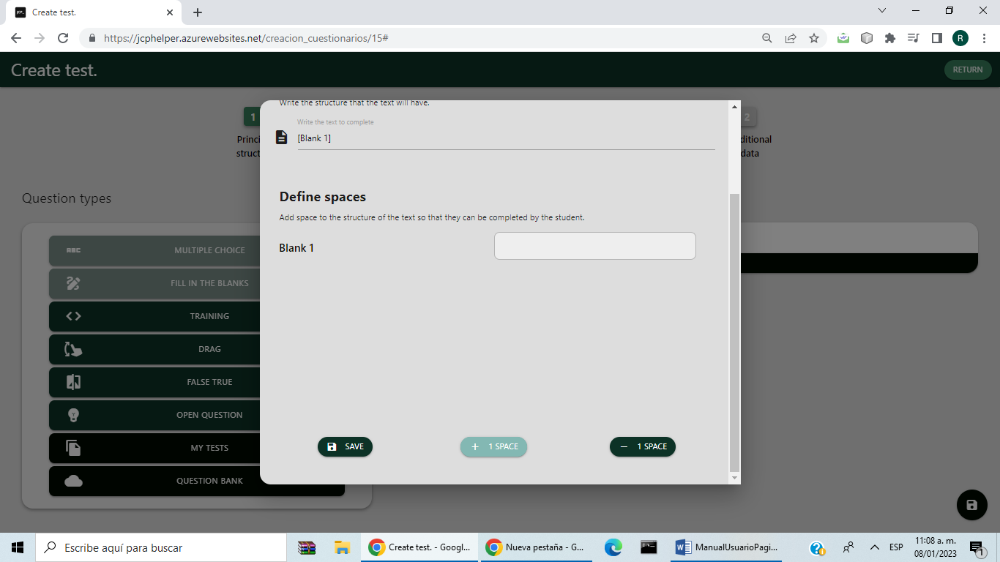 JCP_
Create test.
https://jcphelper.azurewebsites.net/creacion_cuestionarios/15#
R
Create test.
RETURN
1
Princi
struct
2
ditional
data
Write the structure that the text will have.
Write the text to complete
[Blank 1]
Define spaces
Add space to the structure of the text so that they can be completed by the student.
Blank 1
SAVE
+ 1 SPACE
− 1 SPACE
Question types
ABC MULTIPLE CHOICE
FILL IN THE BLANKS
TRAINING
DRAG
FALSE TRUE
OPEN QUESTION
MY TESTS
QUESTION BANK
Escribe aquí para buscar
Create test. - Googl...
Nueva pestaña - G...
ManualUsuarioPagi...
ESP
11:08 a. m.
08/01/2023
1